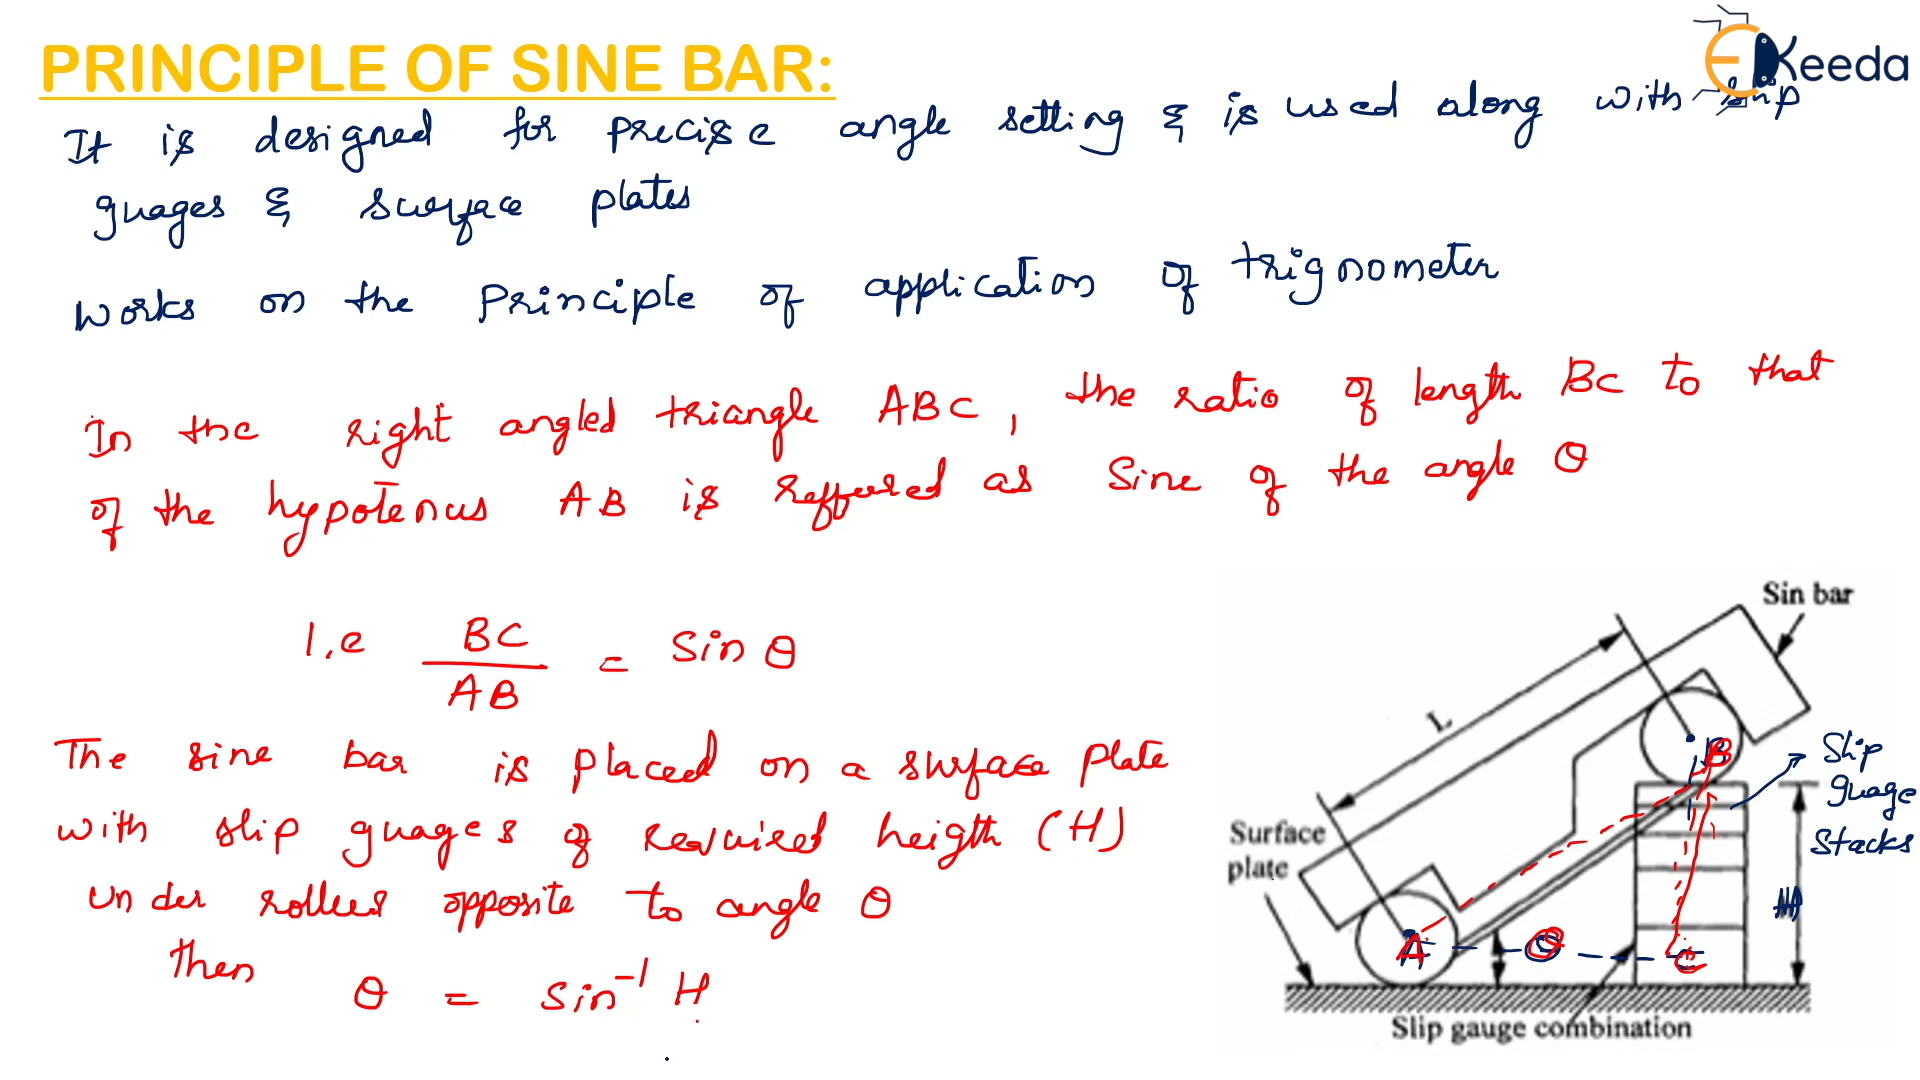 PRINCIPLE OF SINE BAR:
EKeeda
It is designed for precise angle setting & is used along with slip
guages & surface plates
works on the principle of application of trignometer
In the right angled triangle ABC, the ratio of length BC to that
of the hypotenus AB is reffered as Sine of the angle θ
I.e BC
AB = sin θ
The sine bar is placed on a surface plate
with slip guages of required heigth (H)
under rollers opposite to angle θ
then θ = sin⁻¹ H
Sin bar
L
B
Slip
guage
stacks
Surface
plate
H
A
θ
C
Slip gauge combination